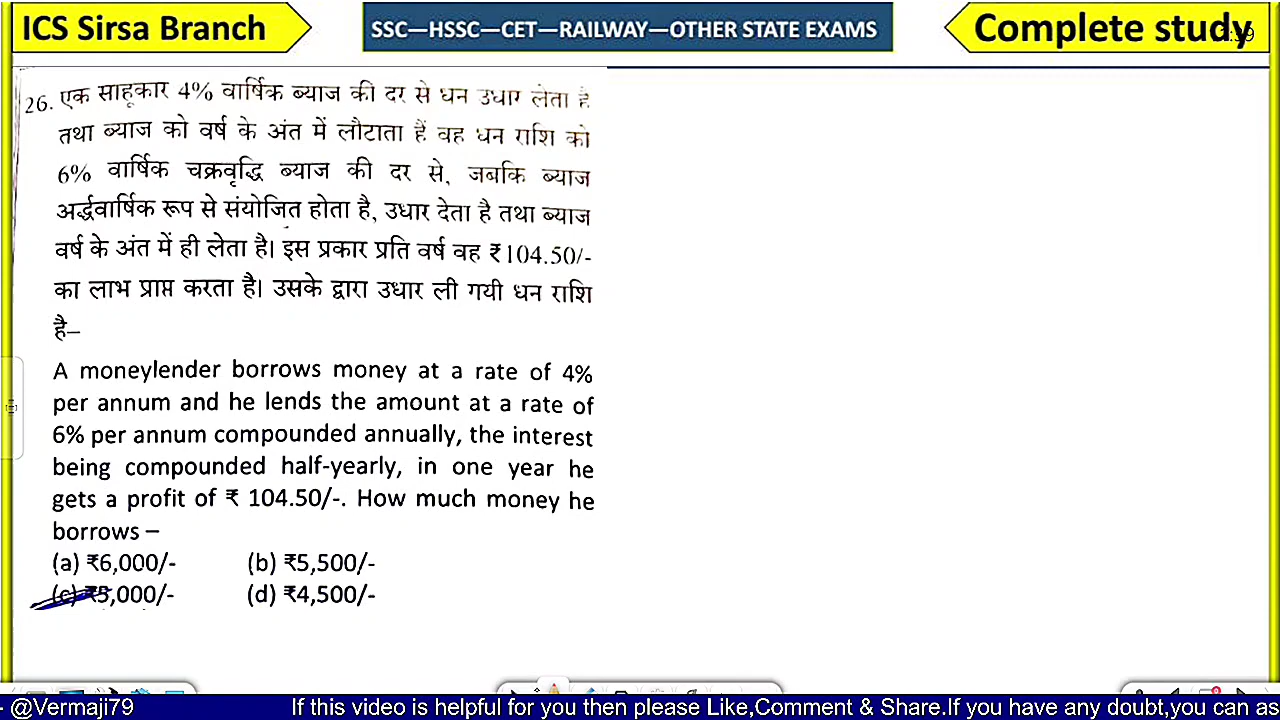 ICS Sirsa Branch
SSC—HSSC—CET—RAILWAY—OTHER STATE EXAMS
Complete study
26. एक साहूकार 4% वार्षिक ब्याज की दर से धन उधार लेता है
तथा ब्याज को वर्ष के अंत में लौटाता हैं वह धन राशि को
6% वार्षिक चक्रवृद्धि ब्याज की दर से, जबकि ब्याज
अर्द्धवार्षिक रूप से संयोजित होता है, उधार देता है तथा ब्याज
वर्ष के अंत में ही लेता है। इस प्रकार प्रति वर्ष वह ₹104.50/-
का लाभ प्राप्त करता है। उसके द्वारा उधार ली गयी धन राशि
है–
A moneylender borrows money at a rate of 4%
per annum and he lends the amount at a rate of
6% per annum compounded annually, the interest
being compounded half-yearly, in one year he
gets a profit of ₹ 104.50/-. How much money he
borrows –
(a) ₹6,000/- (b) ₹5,500/-
(c) ₹5,000/- (d) ₹4,500/-
- @Vermaji79 If this video is helpful for you then please Like,Comment & Share.If you have any doubt,you can as